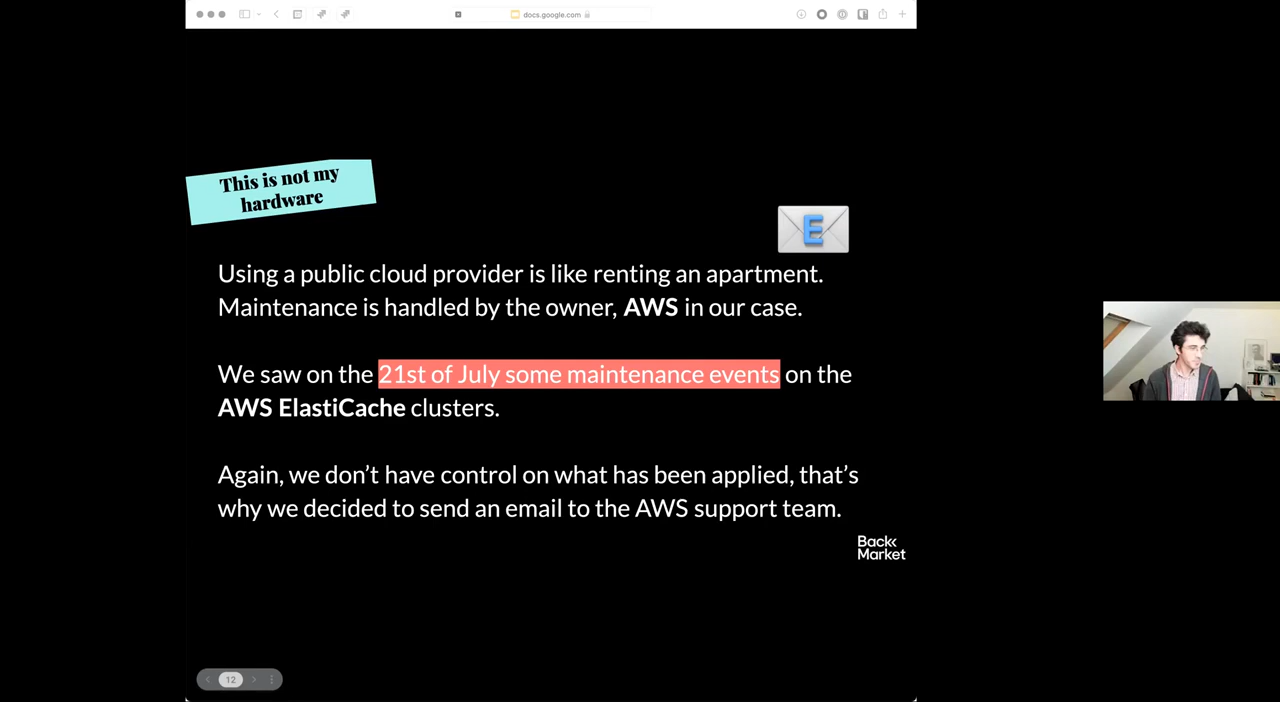 docs.google.com
This is not my
hardware
E
Using a public cloud provider is like renting an apartment.
Maintenance is handled by the owner, AWS in our case.
We saw on the 21st of July some maintenance events on the
AWS ElastiCache clusters.
Again, we don’t have control on what has been applied, that’s
why we decided to send an email to the AWS support team.
Back
Market
12